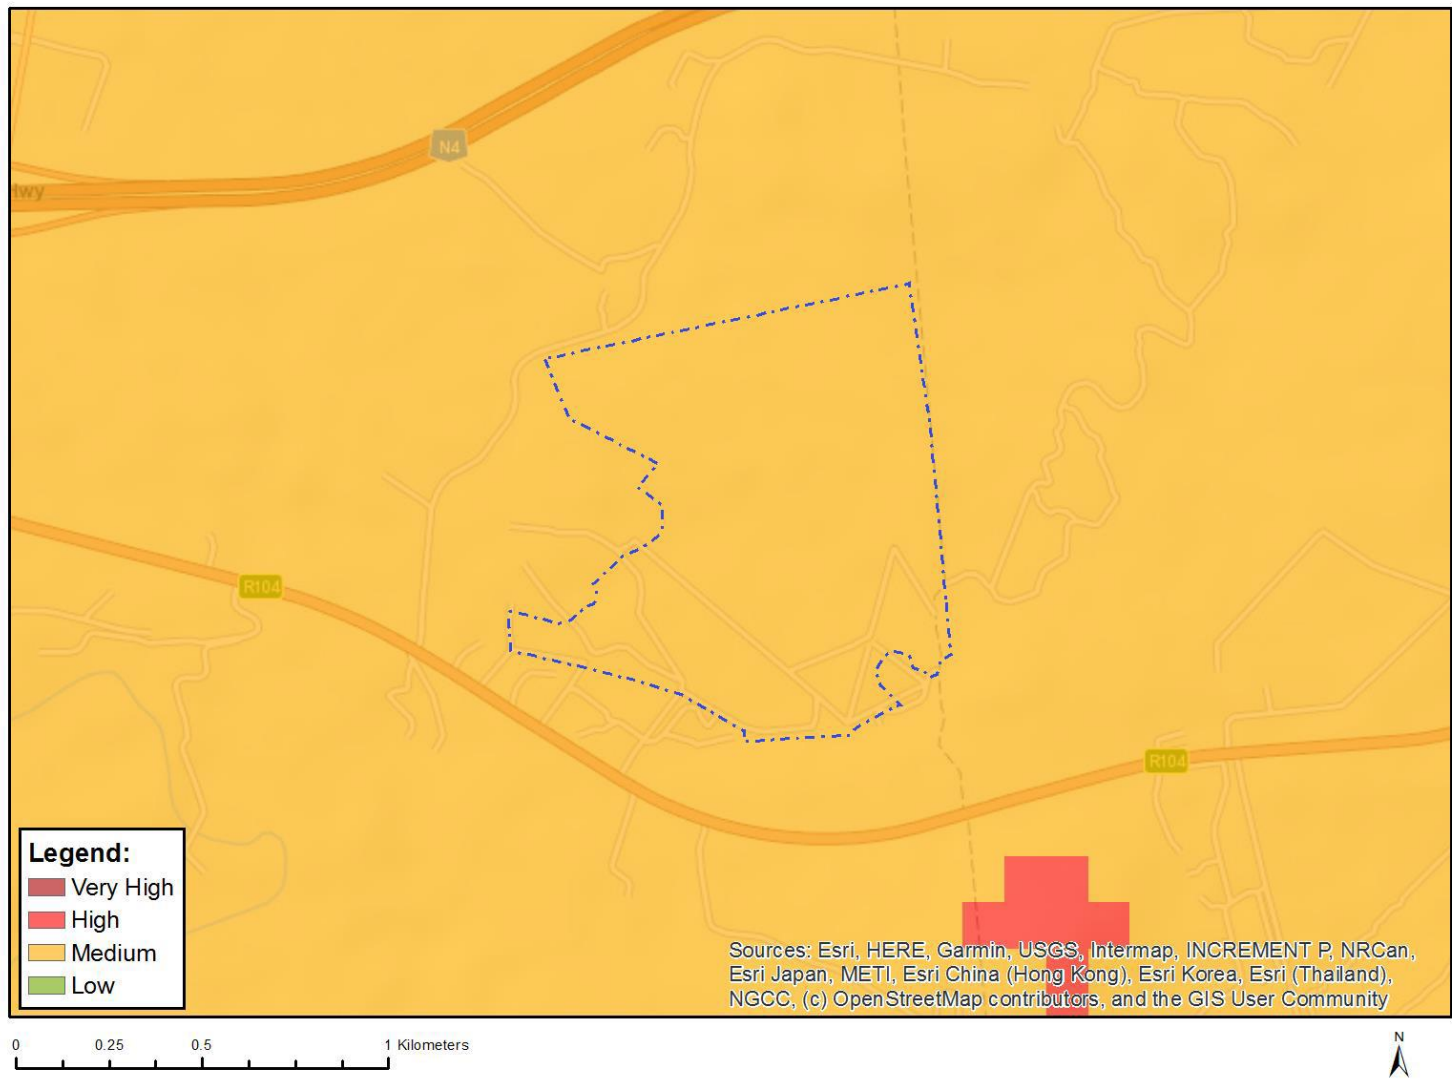 N4
Hwy
R104
R104
Legend:
Very High
High
Medium
Low
Sources: Esri, HERE, Garmin, USGS, Intermap, INCREMENT P, NRCan,
Esri Japan, METI, Esri China (Hong Kong), Esri Korea, Esri (Thailand),
NGCC, (c) OpenStreetMap contributors, and the GIS User Community
0 0.25 0.5 1 Kilometers
N